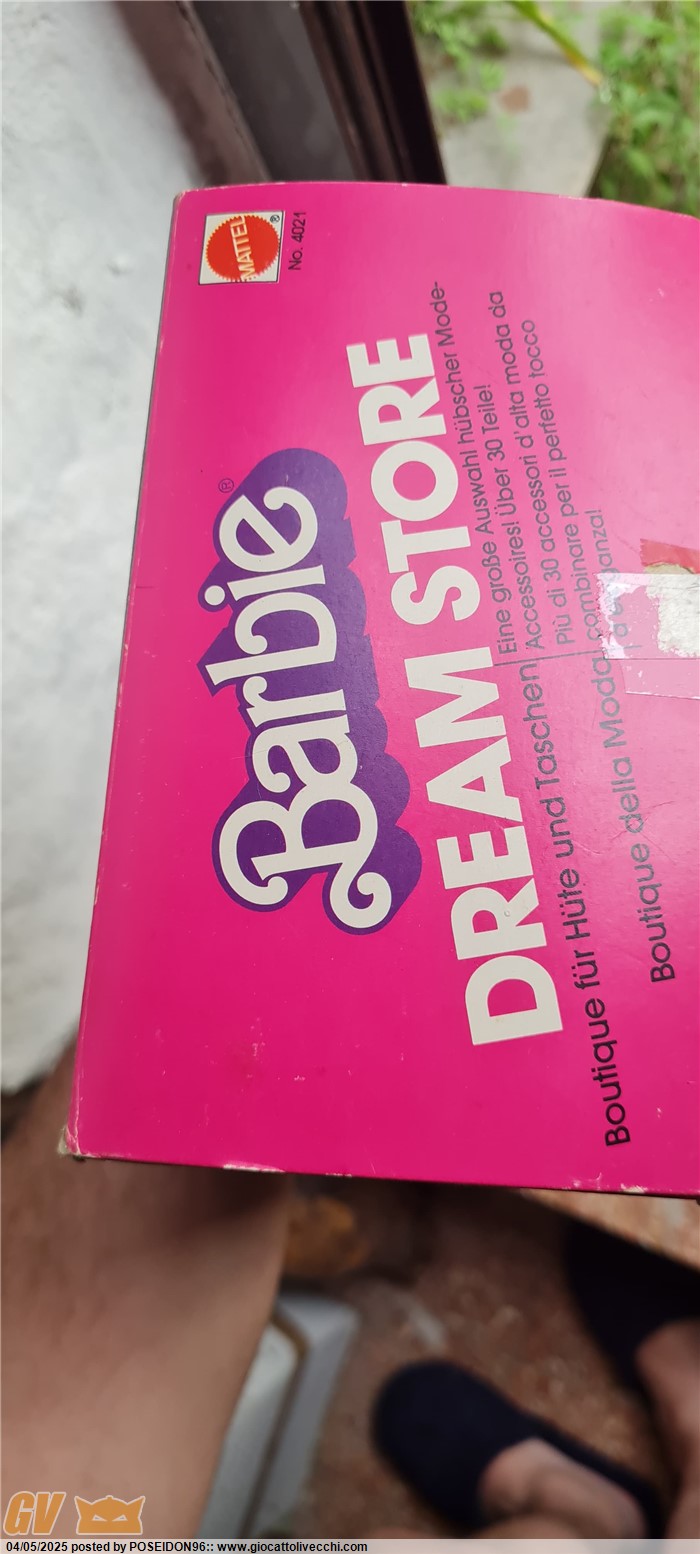 MATTEL
®
No. 4021
Barbie®
DREAM STORE
Boutique für Hüte und Taschen
Eine große Auswahl hübscher Mode-
Accessoires! Über 30 Teile!
Boutique della Moda
Più di 30 accessori d'alta moda da
combinare per il perfetto tocco
GV
04/05/2025 posted by POSEIDON96:: www.giocattolivecchi.com